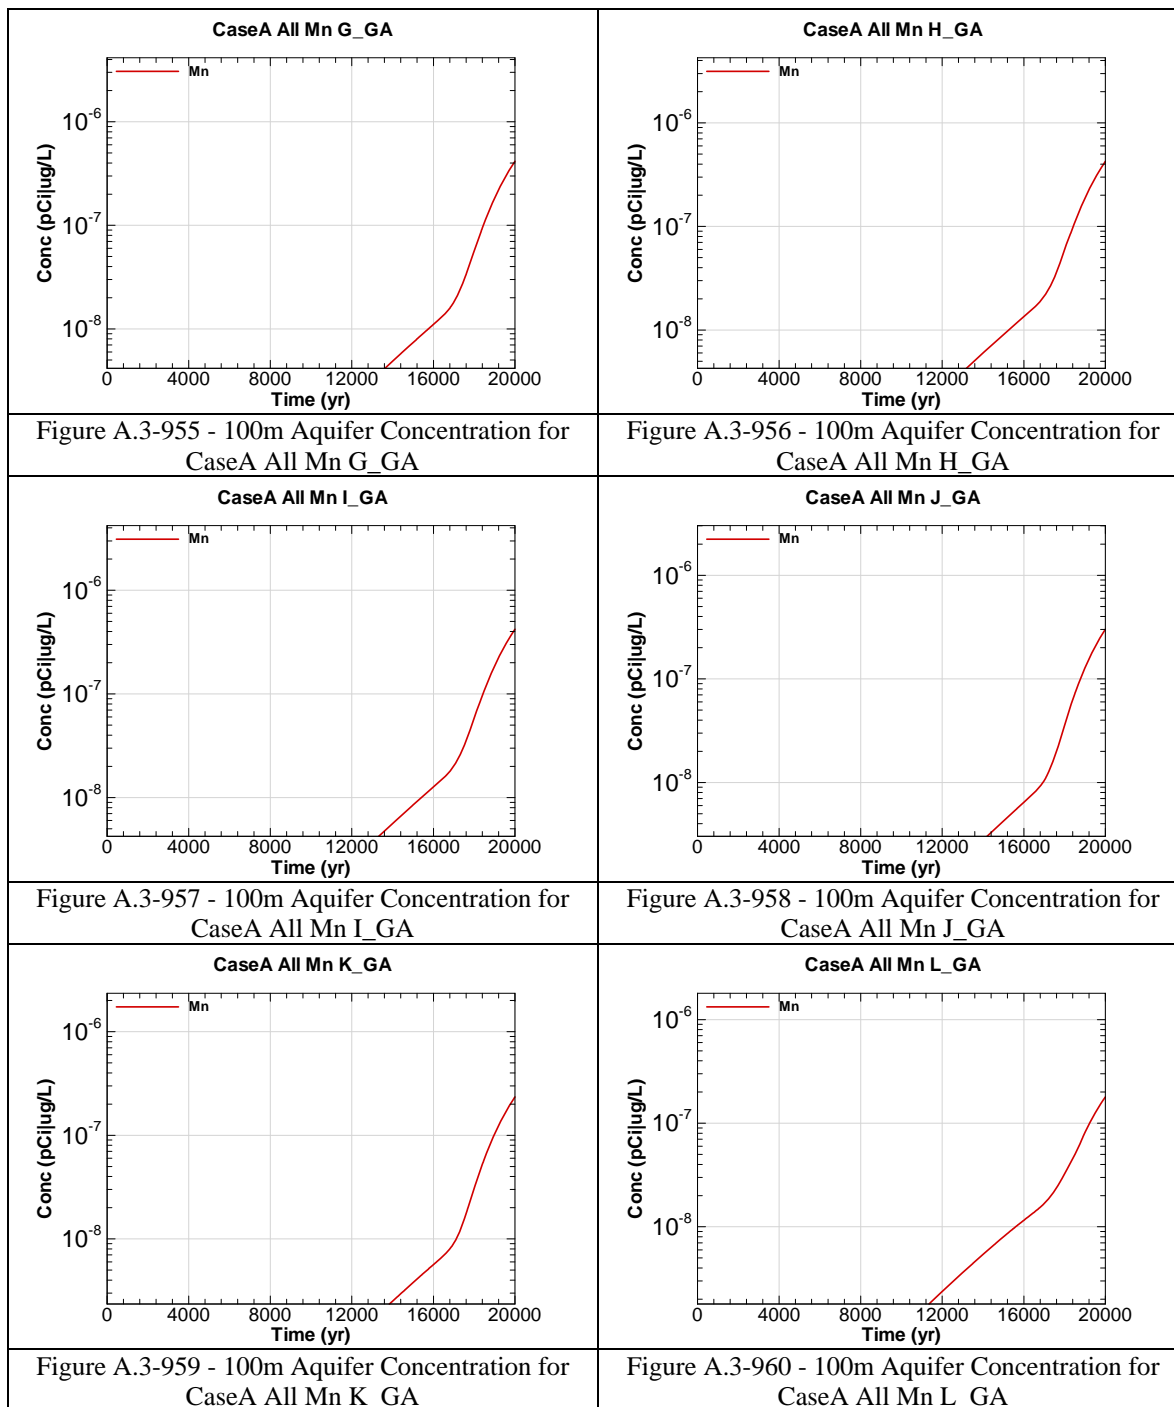 CaseA All Mn G_GA
Mn
Conc (pCi|ug/L)
10-6
10-7
10-8
0 4000 8000 12000 16000 20000
Time (yr)
Figure A.3-955 - 100m Aquifer Concentration for
CaseA All Mn G_GA
CaseA All Mn H_GA
Mn
Conc (pCi|ug/L)
10-6
10-7
10-8
0 4000 8000 12000 16000 20000
Time (yr)
Figure A.3-956 - 100m Aquifer Concentration for
CaseA All Mn H_GA
CaseA All Mn I_GA
Mn
Conc (pCi|ug/L)
10-6
10-7
10-8
0 4000 8000 12000 16000 20000
Time (yr)
Figure A.3-957 - 100m Aquifer Concentration for
CaseA All Mn I_GA
CaseA All Mn J_GA
Mn
Conc (pCi|ug/L)
10-6
10-7
10-8
0 4000 8000 12000 16000 20000
Time (yr)
Figure A.3-958 - 100m Aquifer Concentration for
CaseA All Mn J_GA
CaseA All Mn K_GA
Mn
Conc (pCi|ug/L)
10-6
10-7
10-8
0 4000 8000 12000 16000 20000
Time (yr)
Figure A.3-959 - 100m Aquifer Concentration for
CaseA All Mn K_GA
CaseA All Mn L_GA
Mn
Conc (pCi|ug/L)
10-6
10-7
10-8
0 4000 8000 12000 16000 20000
Time (yr)
Figure A.3-960 - 100m Aquifer Concentration for
CaseA All Mn L_GA